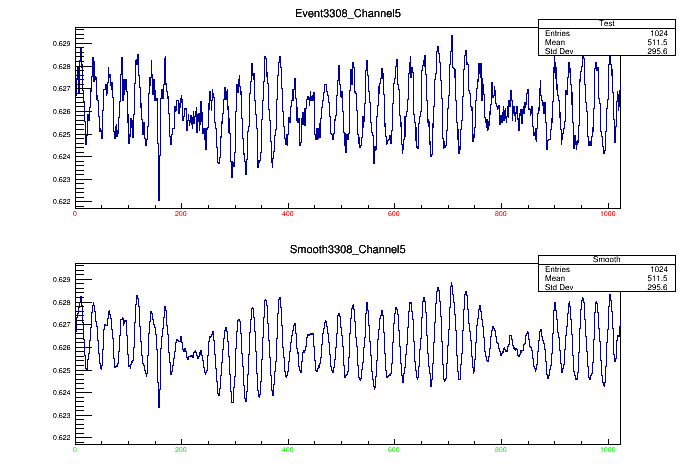 Event3308_Channel5
Test
Entries 1024
Mean 511.5
Std Dev 295.6
0.629
0.628
0.627
0.626
0.625
0.624
0.623
0.622
0 200 400 600 800 1000
Smooth3308_Channel5
Smooth
Entries 1024
Mean 511.5
Std Dev 295.6
0.629
0.628
0.627
0.626
0.625
0.624
0.623
0.622
0 200 400 600 800 1000